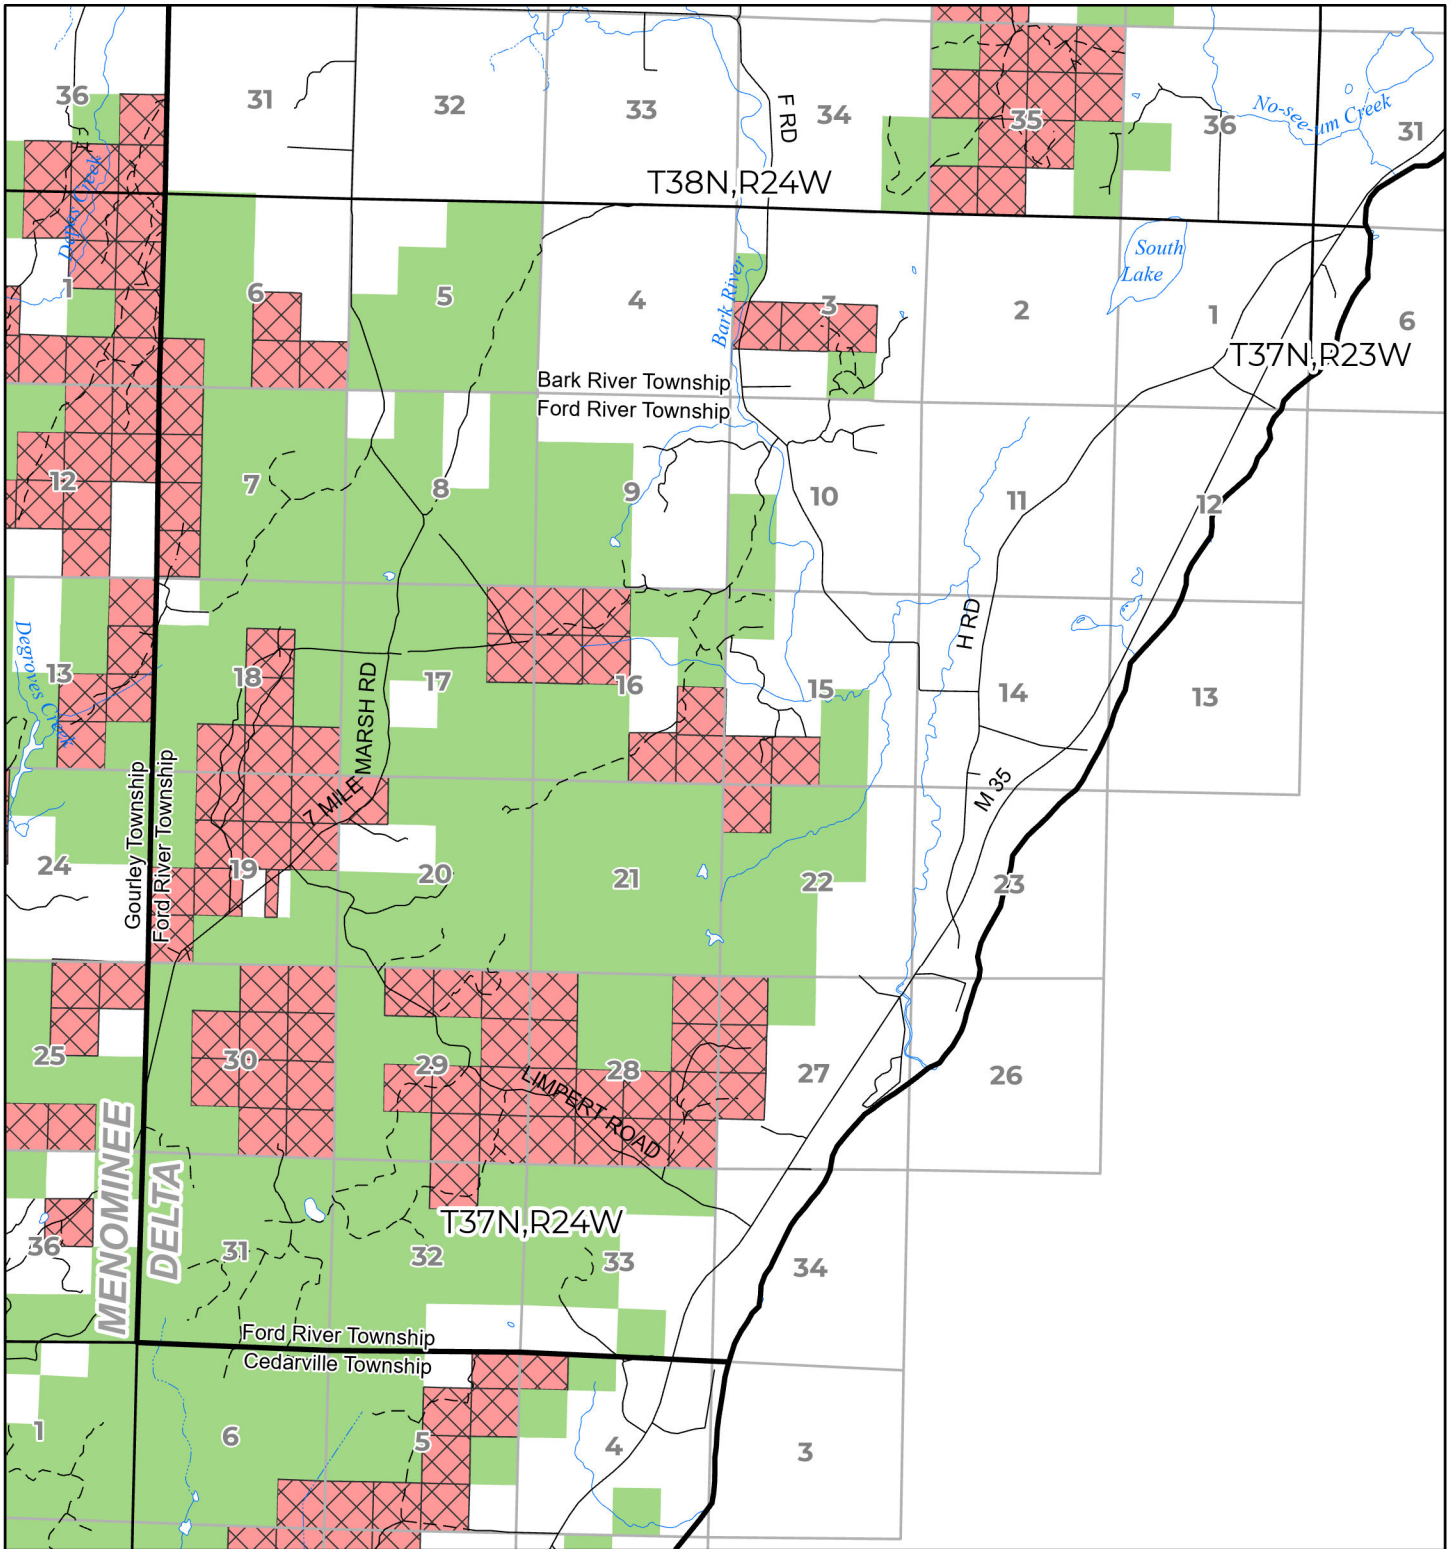 36
31
32
33
F RD
34
35
36
No-see-um Creek
31
T38N,R24W
Depas Creek
1
6
5
4
Bark River
3
2
South
Lake
1
6
T37N,R23W
Bark River Township
Ford River Township
12
7
8
9
10
11
12
Degroves Creek
13
18
MARSH RD
17
16
15
H RD
14
13
Gourley Township
Ford River Township
7 MILE
M 35
24
19
20
21
22
23
25
30
29
28
LIMPERT ROAD
27
26
MENOMINEE
DELTA
T37N,R24W
36
31
32
33
34
Ford River Township
Cedarville Township
1
6
5
4
3